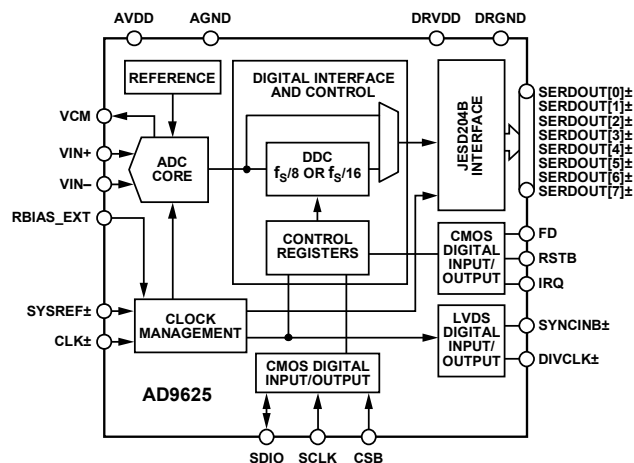 AVDD
AGND
DRVDD
DRGND
REFERENCE
DIGITAL INTERFACE
AND CONTROL
VCM
VIN+
VIN–
ADC
CORE
DDC
fS/8 OR fS/16
JESD204B
INTERFACE
SERDOUT[0]±
SERDOUT[1]±
SERDOUT[2]±
SERDOUT[3]±
SERDOUT[4]±
SERDOUT[5]±
SERDOUT[6]±
SERDOUT[7]±
RBIAS_EXT
CONTROL
REGISTERS
CMOS
DIGITAL
INPUT/
OUTPUT
FD
RSTB
IRQ
SYSREF±
CLK±
CLOCK
MANAGEMENT
LVDS
DIGITAL
INPUT/
OUTPUT
SYNCINB±
DIVCLK±
CMOS DIGITAL
INPUT/OUTPUT
AD9625
SDIO
SCLK
CSB